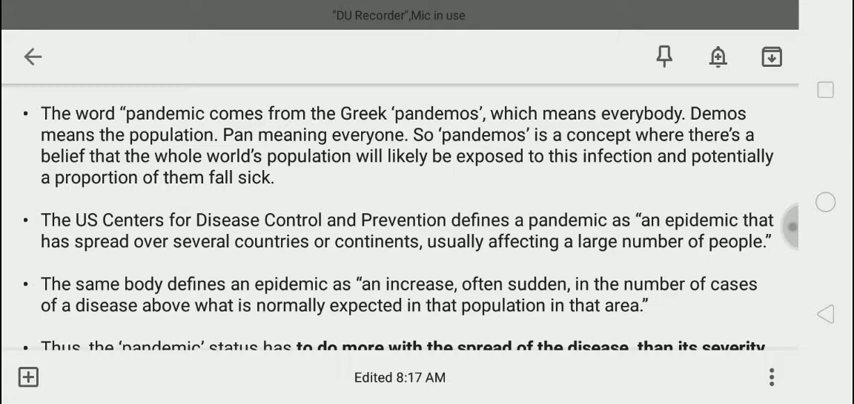 "DU Recorder",Mic in use
• The word “pandemic comes from the Greek ‘pandemos’, which means everybody. Demos
means the population. Pan meaning everyone. So ‘pandemos’ is a concept where there’s a
belief that the whole world’s population will likely be exposed to this infection and potentially
a proportion of them fall sick.
• The US Centers for Disease Control and Prevention defines a pandemic as “an epidemic that
has spread over several countries or continents, usually affecting a large number of people.”
• The same body defines an epidemic as “an increase, often sudden, in the number of cases
of a disease above what is normally expected in that population in that area.”
• Thus, the ‘pandemic’ status has to do more with the spread of the disease, than its severity
Edited 8:17 AM